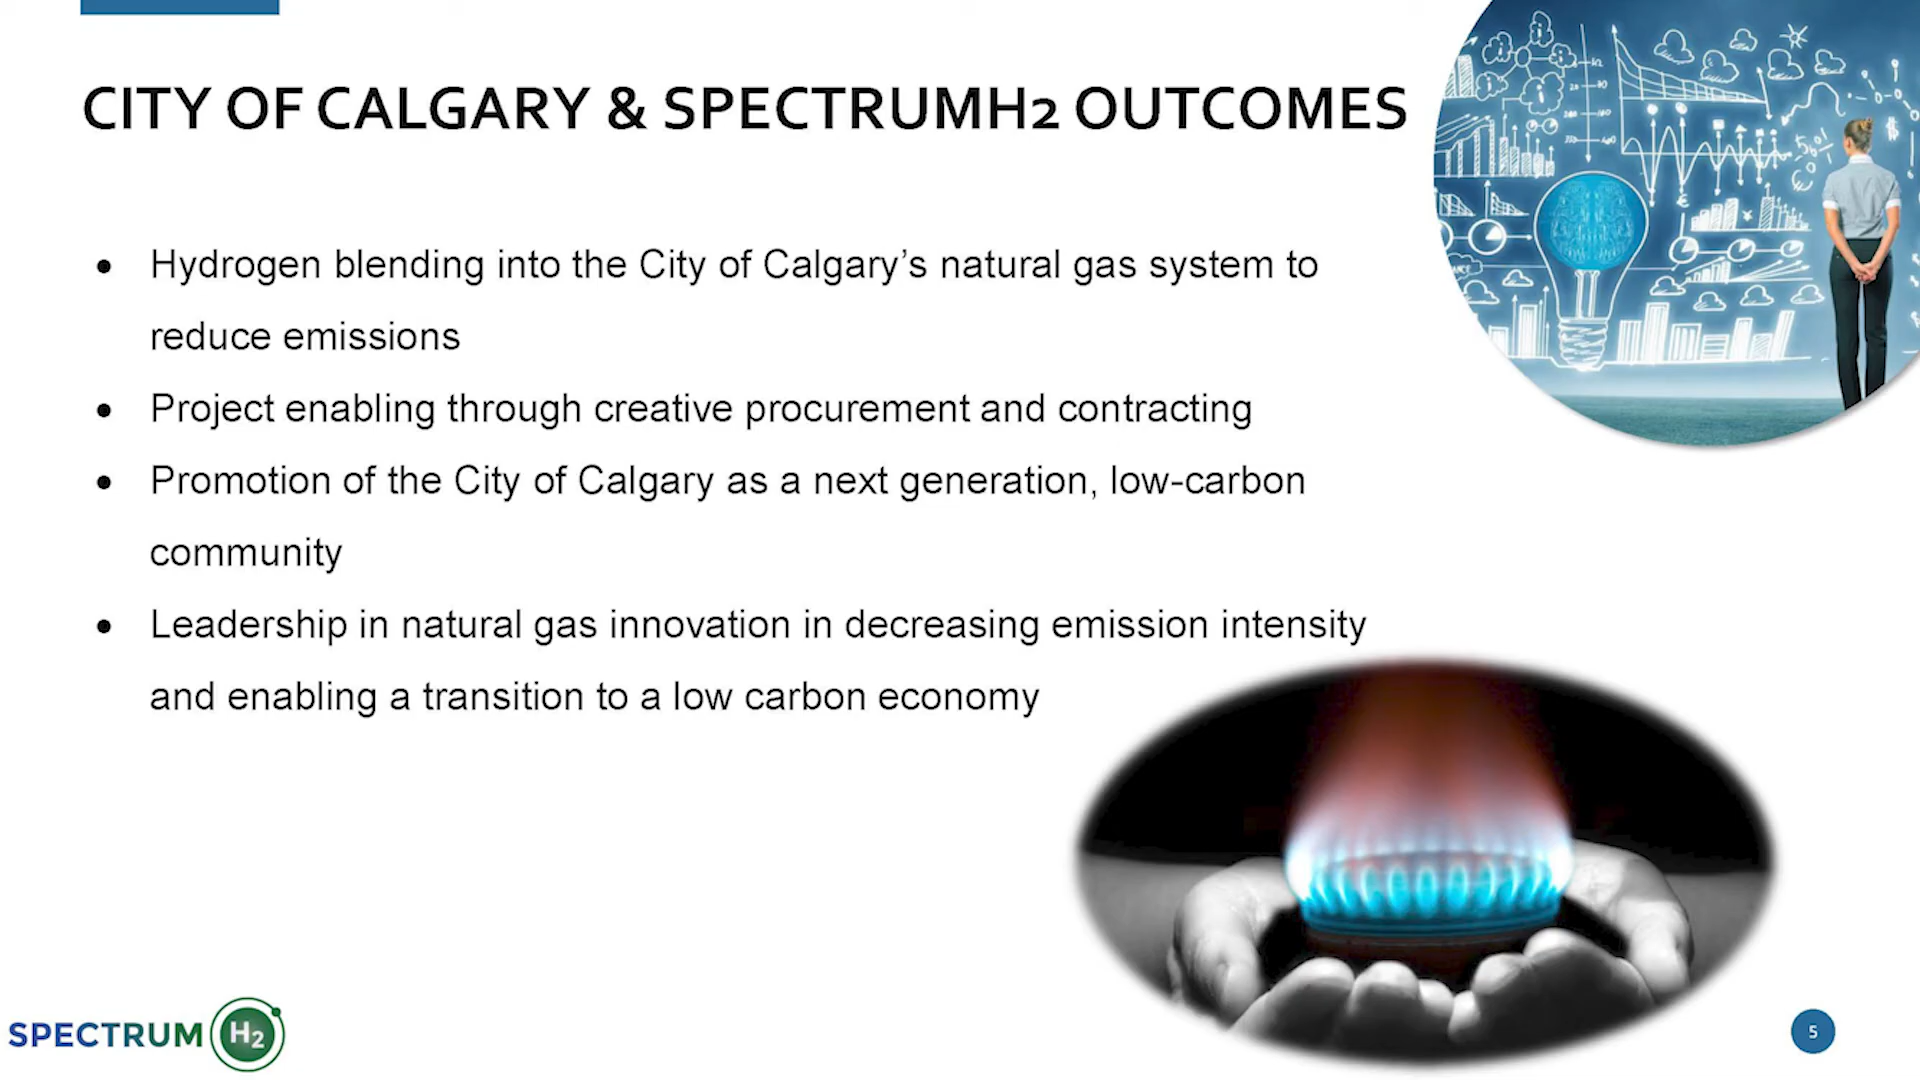 CITY OF CALGARY & SPECTRUMH2 OUTCOMES
• Hydrogen blending into the City of Calgary’s natural gas system to
reduce emissions
• Project enabling through creative procurement and contracting
• Promotion of the City of Calgary as a next generation, low-carbon
community
• Leadership in natural gas innovation in decreasing emission intensity
and enabling a transition to a low carbon economy
SPECTRUM H2
5